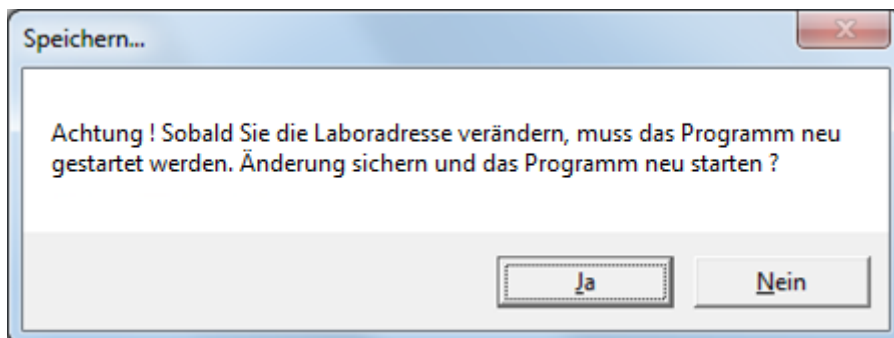 Speichern...
Achtung ! Sobald Sie die Laboradresse verändern, muss das Programm neu
gestartet werden. Änderung sichern und das Programm neu starten ?
Ja
Nein